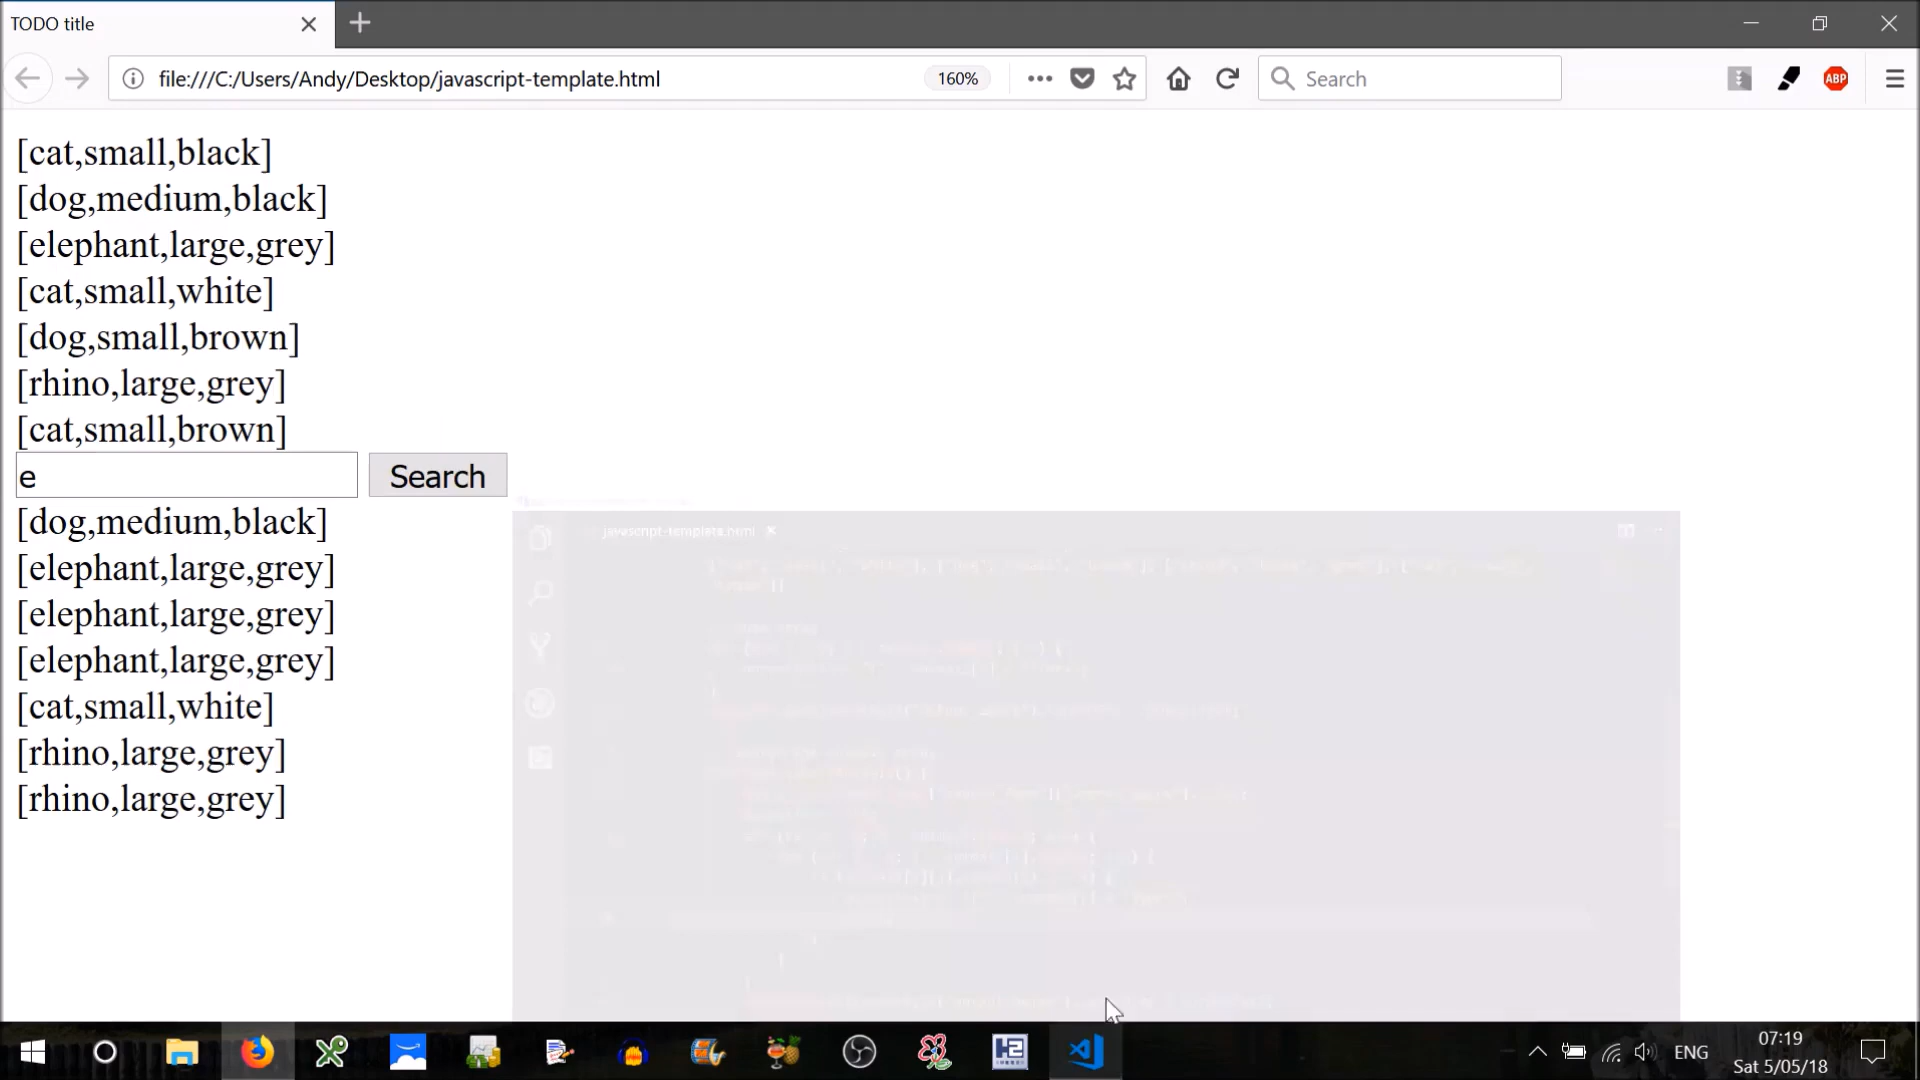 TODO title
file:///C:/Users/Andy/Desktop/javascript-template.html
160%
Search
ABP
[cat,small,black]
[dog,medium,black]
[elephant,large,grey]
[cat,small,white]
[dog,small,brown]
[rhino,large,grey]
[cat,small,brown]
e
Search
[dog,medium,black]
[elephant,large,grey]
javascript-template.html
[elephant,large,grey]
[elephant,large,grey]
[cat,small,white]
[rhino,large,grey]
[rhino,large,grey]
ENG
07:19
Sat 5/05/18